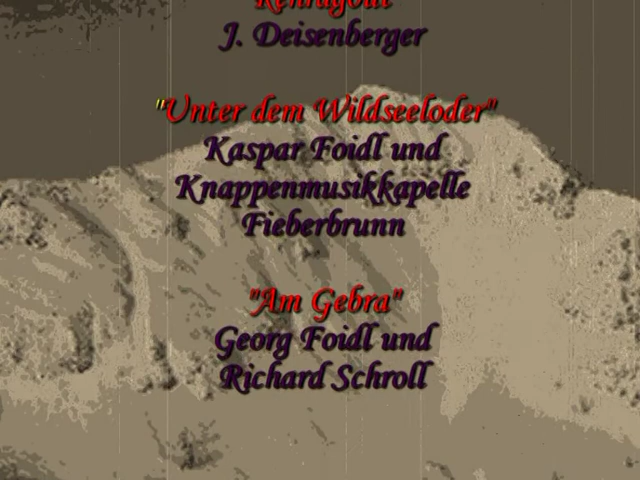 J. Deisenberger
"Unter dem Wildseeloder"
Kaspar Foidl und
Knappenmusikkapelle
Fieberbrunn
"Am Gebra"
Georg Foidl und
Richard Schroll